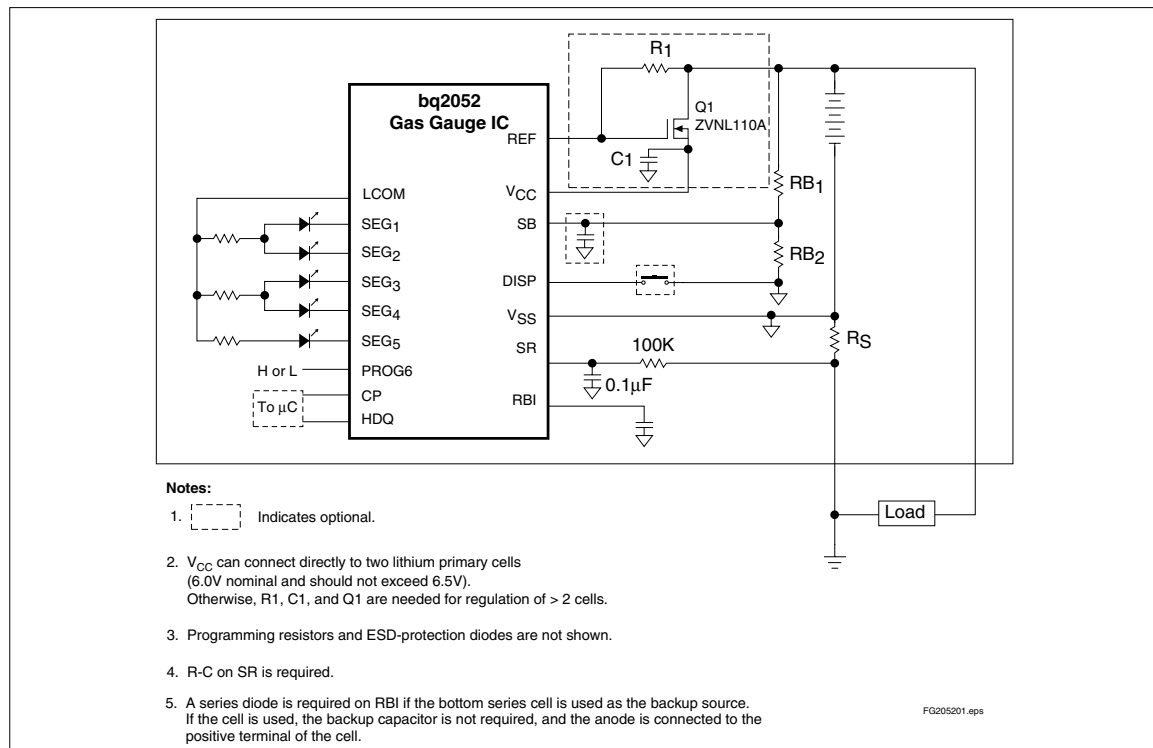 bq2052
Gas Gauge IC
R1
Q1
ZVNL110A
C1
REF
VCC
SB
DISP
VSS
SR
RBI
LCOM
SEG1
SEG2
SEG3
SEG4
SEG5
PROG6
CP
HDQ
H or L
To µC
RB1
RB2
RS
100K
0.1µF
Load
Notes:
1. Indicates optional.
2. VCC can connect directly to two lithium primary cells
(6.0V nominal and should not exceed 6.5V).
Otherwise, R1, C1, and Q1 are needed for regulation of > 2 cells.
3. Programming resistors and ESD-protection diodes are not shown.
4. R-C on SR is required.
5. A series diode is required on RBI if the bottom series cell is used as the backup source.
If the cell is used, the backup capacitor is not required, and the anode is connected to the
positive terminal of the cell.
FG205201.eps